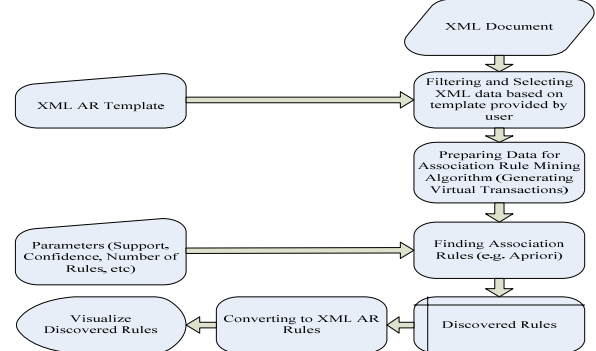 XML Document
XML AR Template
Filtering and Selecting
XML data based on
template provided by
user
Preparing Data for
Association Rule Mining
Algorithm (Generating
Virtual Transactions)
Parameters (Support,
Confidence, Number of
Rules, etc)
Finding Association
Rules (e.g. Apriori)
Visualize
Discovered Rules
Converting to XML AR
Rules
Discovered Rules